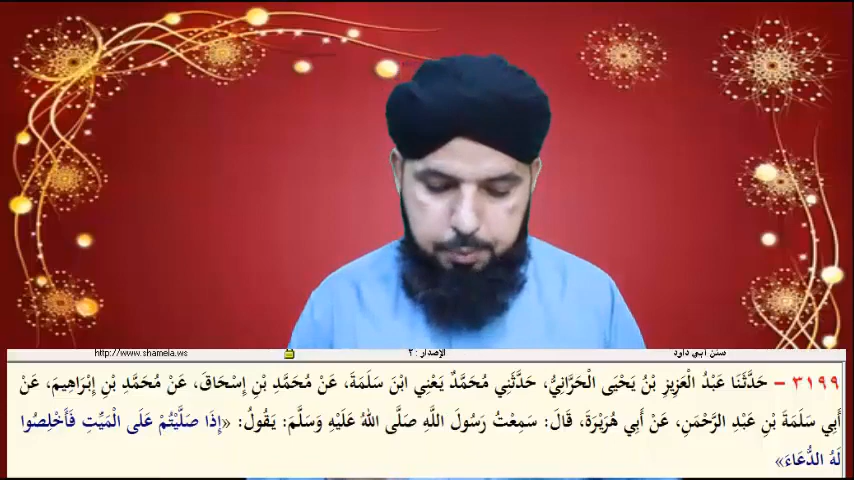 سنن أبي داود الإصدار : ٢ http://www.shamela.ws
٣١٩٩ - حَدَّثَنَا عَبْدُ الْعَزِيزِ بْنُ يَحْيَى الْحَرَّانِيُّ، حَدَّثَنِي مُحَمَّدٌ يَعْنِي ابْنَ سَلَمَةَ، عَنْ مُحَمَّدِ بْنِ إِسْحَاقَ، عَنْ مُحَمَّدِ بْنِ إِبْرَاهِيمَ، عَنْ
أَبِي سَلَمَةَ بْنِ عَبْدِ الرَّحْمَنِ، عَنْ أَبِي هُرَيْرَةَ، قَالَ: سَمِعْتُ رَسُولَ اللَّهِ صَلَّى اللهُ عَلَيْهِ وَسَلَّمَ: يَقُولُ: «إِذَا صَلَّيْتُمْ عَلَى الْمَيِّتِ فَأَخْلِصُوا
لَهُ الدُّعَاءَ»